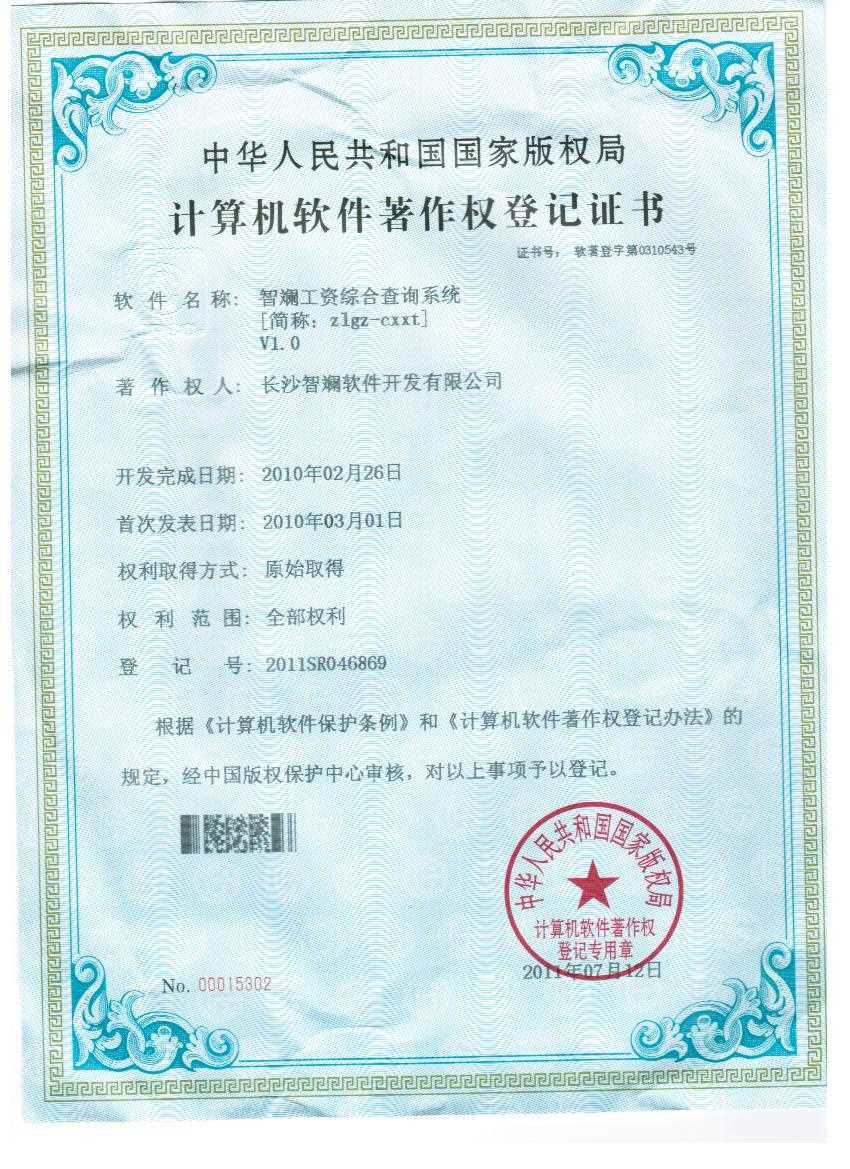 中华人民共和国国家版权局
计算机软件著作权登记证书
证书号： 软著登字第0310543号
软件名称： 智斓工资综合查询系统
[简称：zlgz-cxxt]
V1.0
著作权人： 长沙智斓软件开发有限公司
开发完成日期： 2010年02月26日
首次发表日期： 2010年03月01日
权利取得方式： 原始取得
权利范围： 全部权利
登记号： 2011SR046869
根据《计算机软件保护条例》和《计算机软件著作权登记办法》的
规定，经中国版权保护中心审核，对以上事项予以登记。
中华人民共和国国家版权局
计算机软件著作权
登记专用章
2011年07月12日
No. 00015302